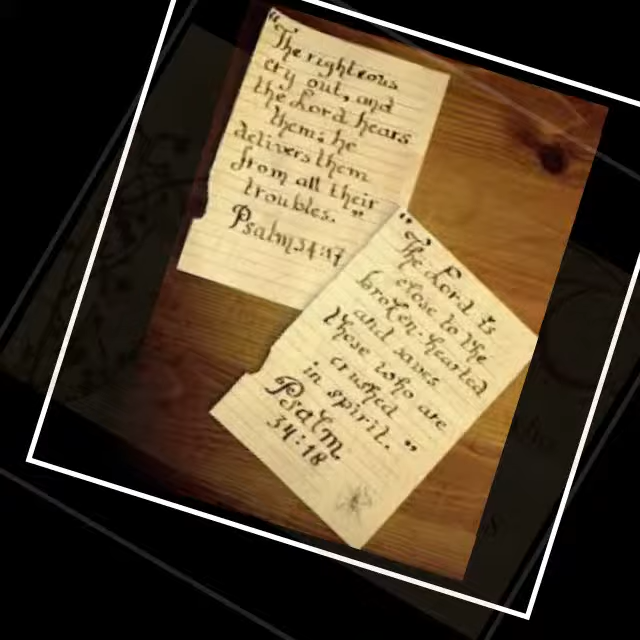 "The righteous
cry out, and
the Lord hears
them; he
delivers them
from all their
troubles."
Psalm 34:17
"The Lord is
close to the
broken hearted
and saves
those who are
crushed
in spirit."
Psalm
34:18